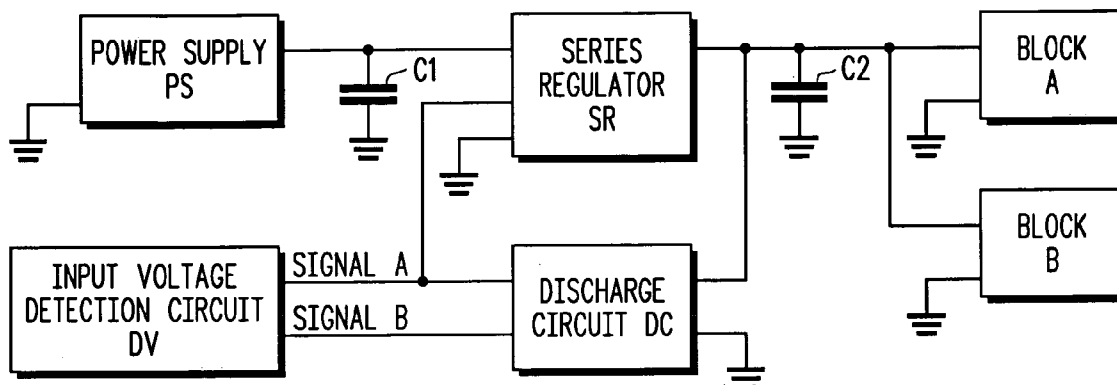 POWER SUPPLY
PS
C1
SERIES
REGULATOR
SR
C2
BLOCK
A
INPUT VOLTAGE
DETECTION CIRCUIT
DV
SIGNAL A
SIGNAL B
DISCHARGE
CIRCUIT DC
BLOCK
B